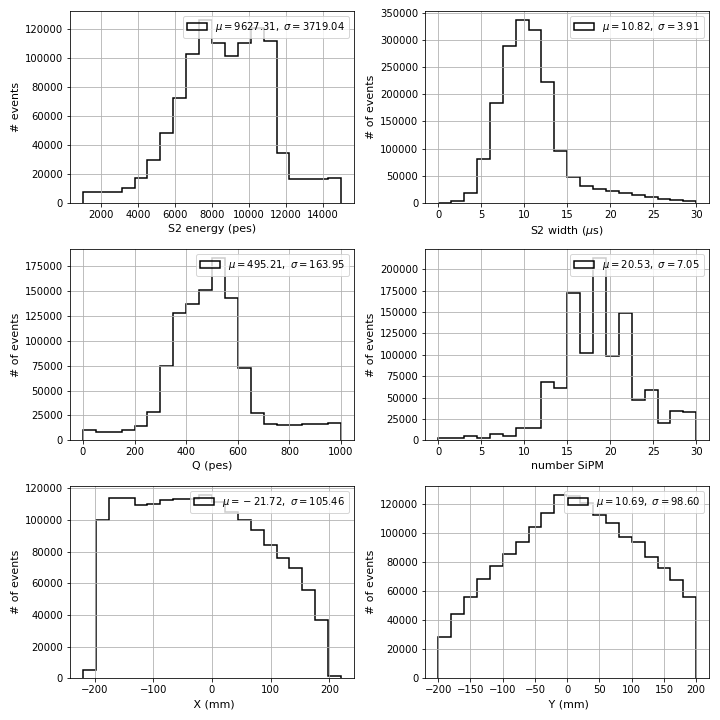 120000
100000
80000
60000
40000
20000
0
# events
μ = 9627.31, σ = 3719.04
2000 4000 6000 8000 10000 12000 14000
S2 energy (pes)
350000
300000
250000
200000
150000
100000
50000
0
# of events
μ = 10.82, σ = 3.91
0 5 10 15 20 25 30
S2 width (μs)
175000
150000
125000
100000
75000
50000
25000
0
# of events
μ = 495.21, σ = 163.95
0 200 400 600 800 1000
Q (pes)
200000
175000
150000
125000
100000
75000
50000
25000
0
# of events
μ = 20.53, σ = 7.05
0 5 10 15 20 25 30
number SiPM
120000
100000
80000
60000
40000
20000
0
# of events
μ = −21.72, σ = 105.46
−200 −100 0 100 200
X (mm)
120000
100000
80000
60000
40000
20000
0
# of events
μ = 10.69, σ = 98.60
−200 −150 −100 −50 0 50 100 150 200
Y (mm)